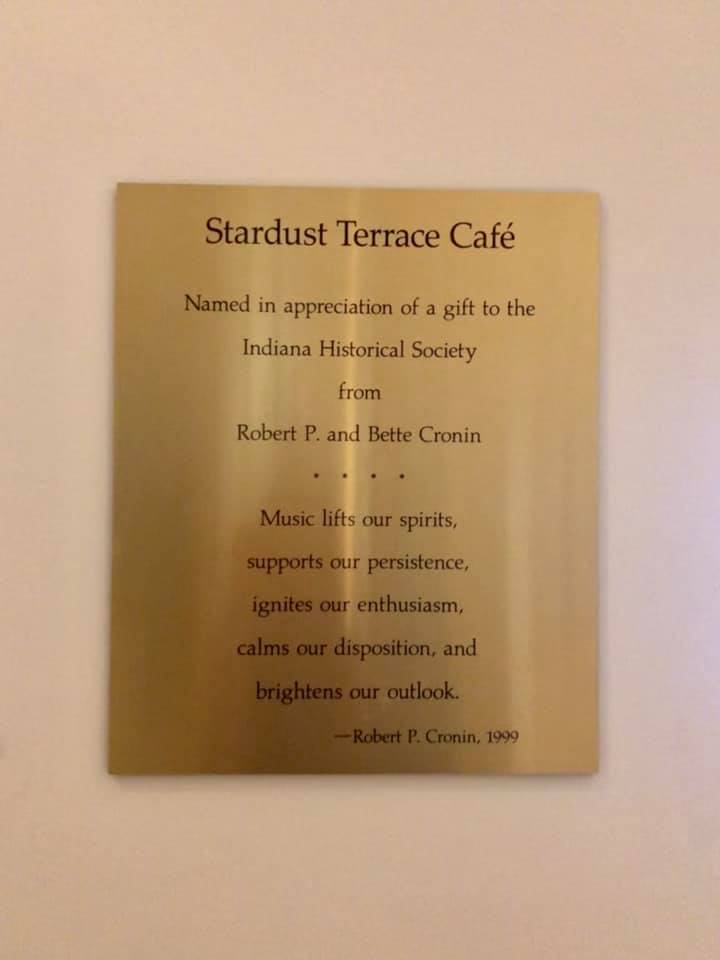 Stardust Terrace Café
Named in appreciation of a gift to the
Indiana Historical Society
from
Robert P. and Bette Cronin
• • • •
Music lifts our spirits,
supports our persistence,
ignites our enthusiasm,
calms our disposition, and
brightens our outlook.
—Robert P. Cronin, 1999